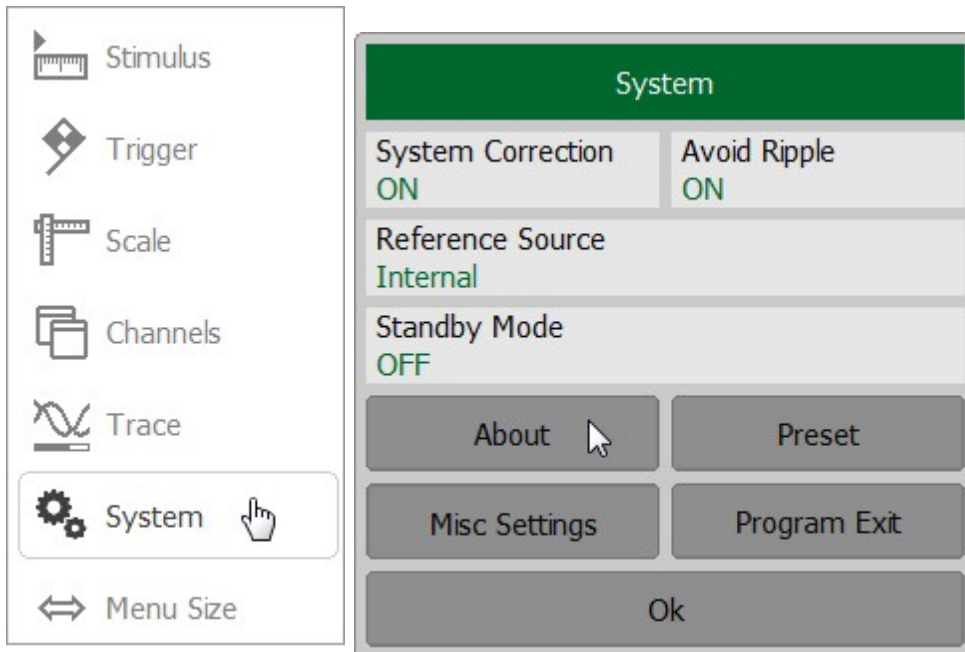 Stimulus
Trigger
Scale
Channels
Trace
System
Menu Size
System
System Correction
ON
Avoid Ripple
ON
Reference Source
Internal
Standby Mode
OFF
About
Preset
Misc Settings
Program Exit
Ok